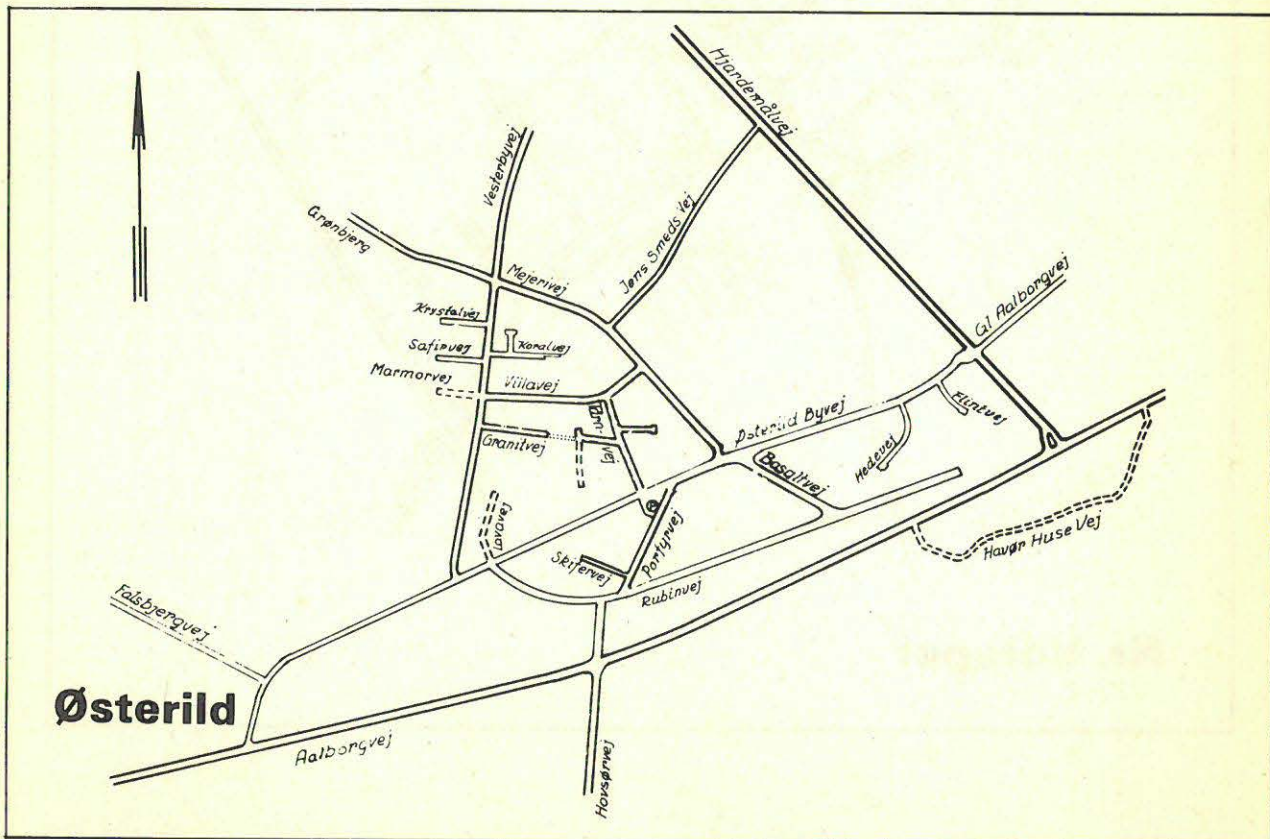 Hjardemålvej
Vesterbyvej
Grønbjerg
Mejerivej
Jens Smeds Vej
Gl Aalborgvej
Krystalvej
Safirvej
Koralvej
Marmorvej
Villavej
Østerild Byvej
Flintvej
Granitvej
vej
Hedevej
Basaltvej
P
Lavavej
Porfyrvej
Skifervej
Rubinvej
Havør Huse Vej
Falsbjergvej
Østerild
Aalborgvej
Hovsørvej